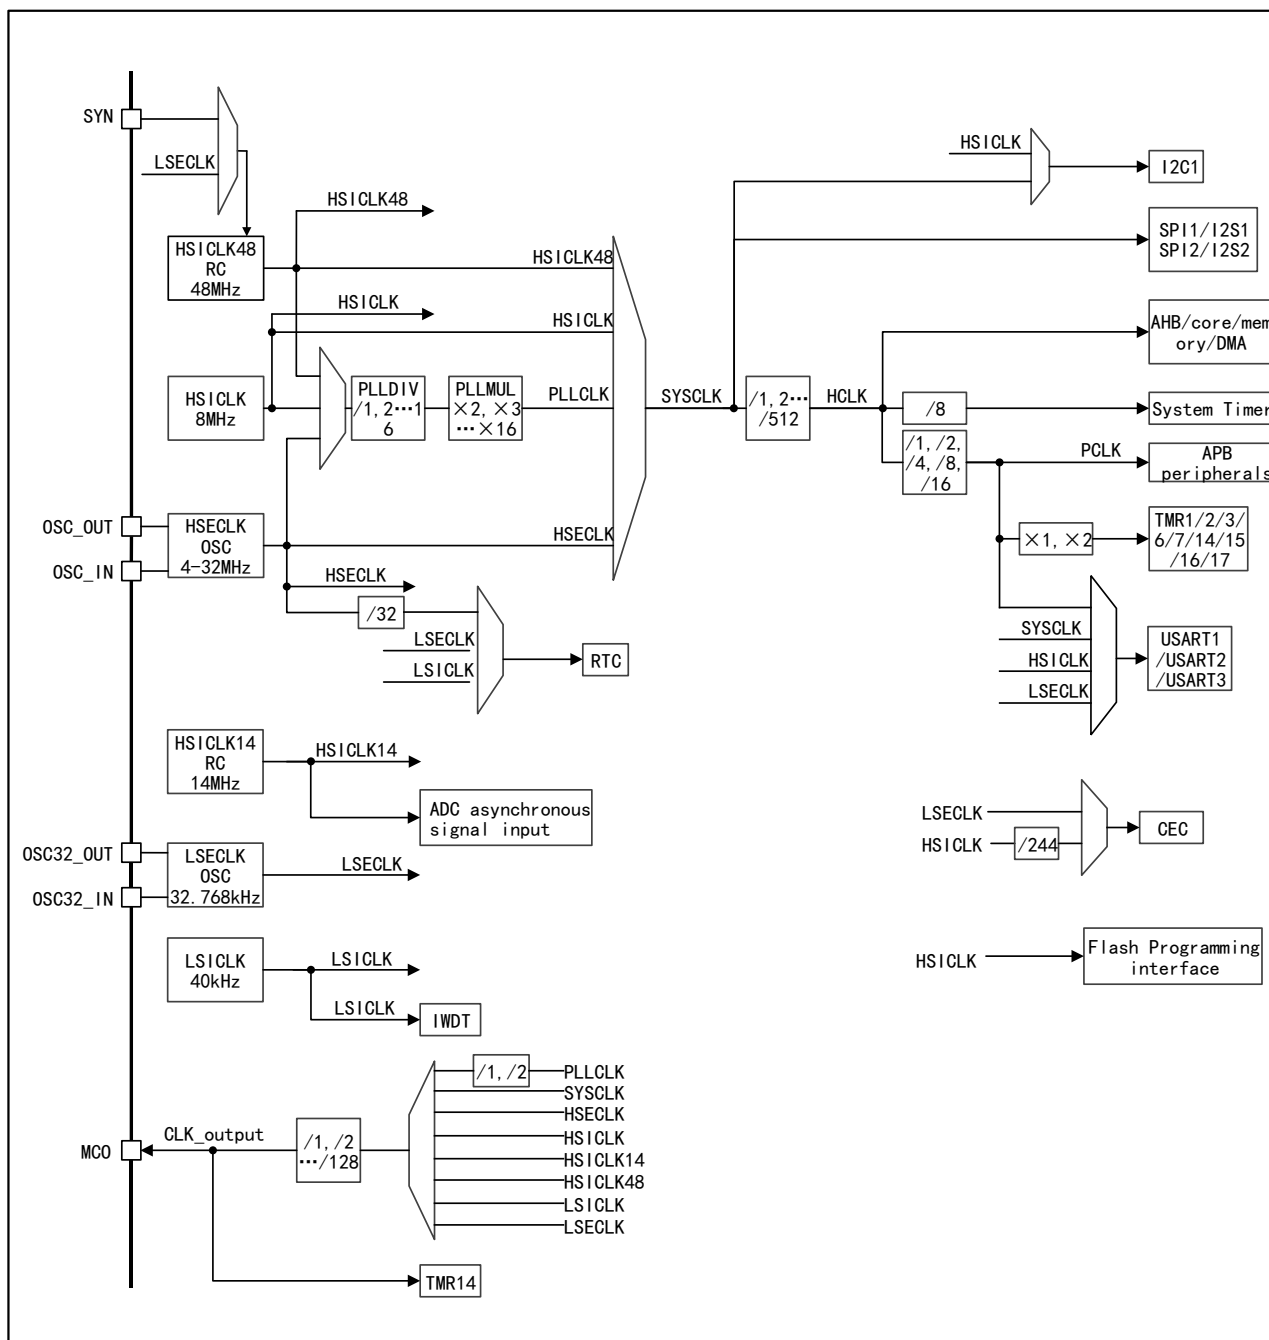 SYN
LSECLK
HSICLK
I2C1
HSICLK48
SPI1/I2S1
SPI2/I2S2
HSICLK48
RC
48MHz
HSICLK48
HSICLK
HSICLK
AHB/core/mem
ory/DMA
HSICLK
8MHz
PLLDIV
/1, 2…1
6
PLLMUL
×2, ×3
…×16
PLLCLK
SYSCLK
/1, 2…
/512
HCLK
/8
System Timer
/1, /2,
/4, /8,
/16
PCLK
APB
peripherals
OSC_OUT
OSC_IN
HSECLK
OSC
4-32MHz
HSECLK
×1, ×2
TMR1/2/3/
6/7/14/15
/16/17
HSECLK
/32
LSECLK
LSICLK
RTC
SYSCLK
HSICLK
LSECLK
USART1
/USART2
/USART3
HSICLK14
RC
14MHz
HSICLK14
ADC asynchronous
signal input
LSECLK
HSICLK
/244
CEC
OSC32_OUT
OSC32_IN
LSECLK
OSC
32.768kHz
LSECLK
LSICLK
40kHz
LSICLK
LSICLK
IWDT
HSICLK
Flash Programming
interface
MCO
CLK_output
/1, /2
…/128
/1, /2
PLLCLK
SYSCLK
HSECLK
HSICLK
HSICLK14
HSICLK48
LSICLK
LSECLK
TMR14